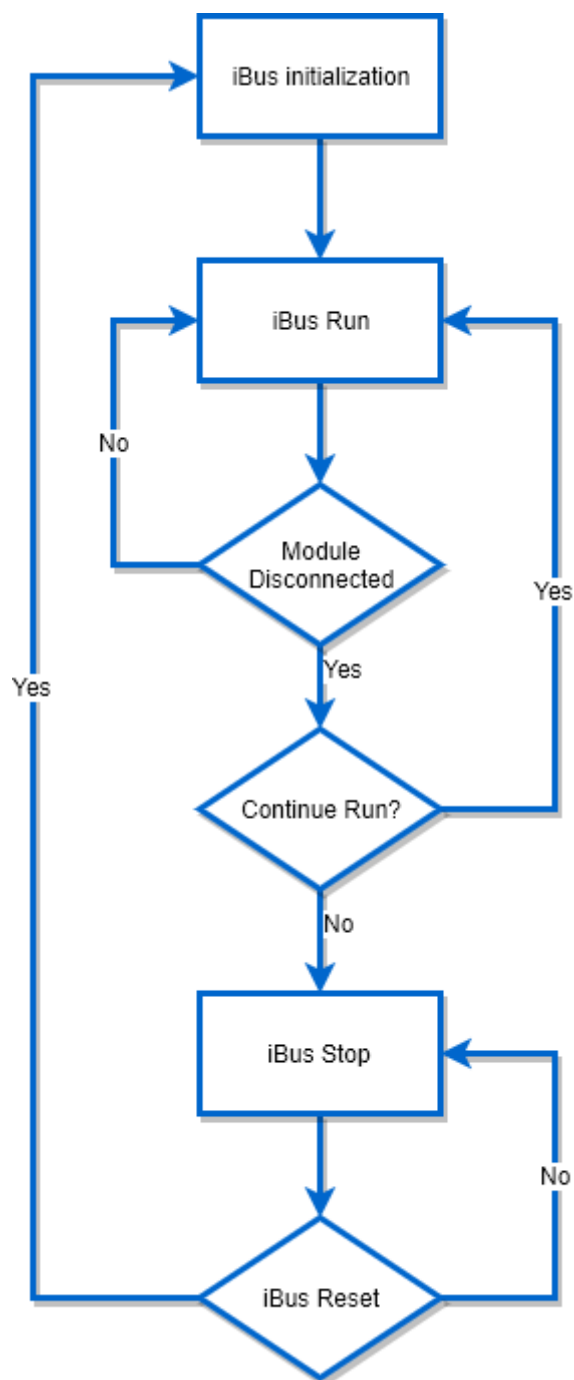 iBus initialization
iBus Run
No
Module
Disconnected
Yes
Yes
Yes
Continue Run?
No
iBus Stop
No
iBus Reset